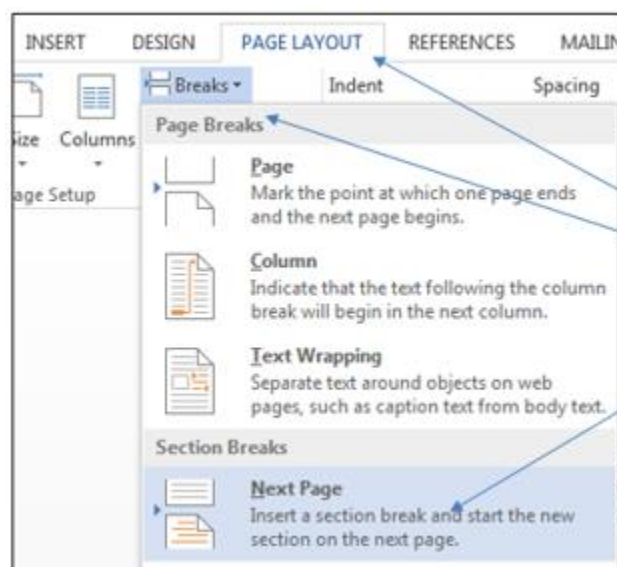 INSERT DESIGN PAGE LAYOUT REFERENCES MAILIN
Breaks Indent Spacing
Size Columns
Page Breaks
age Setup
Page
Mark the point at which one page ends
and the next page begins.
Column
Indicate that the text following the column
break will begin in the next column.
Text Wrapping
Separate text around objects on web
pages, such as caption text from body text.
Section Breaks
Next Page
Insert a section break and start the new
section on the next page.